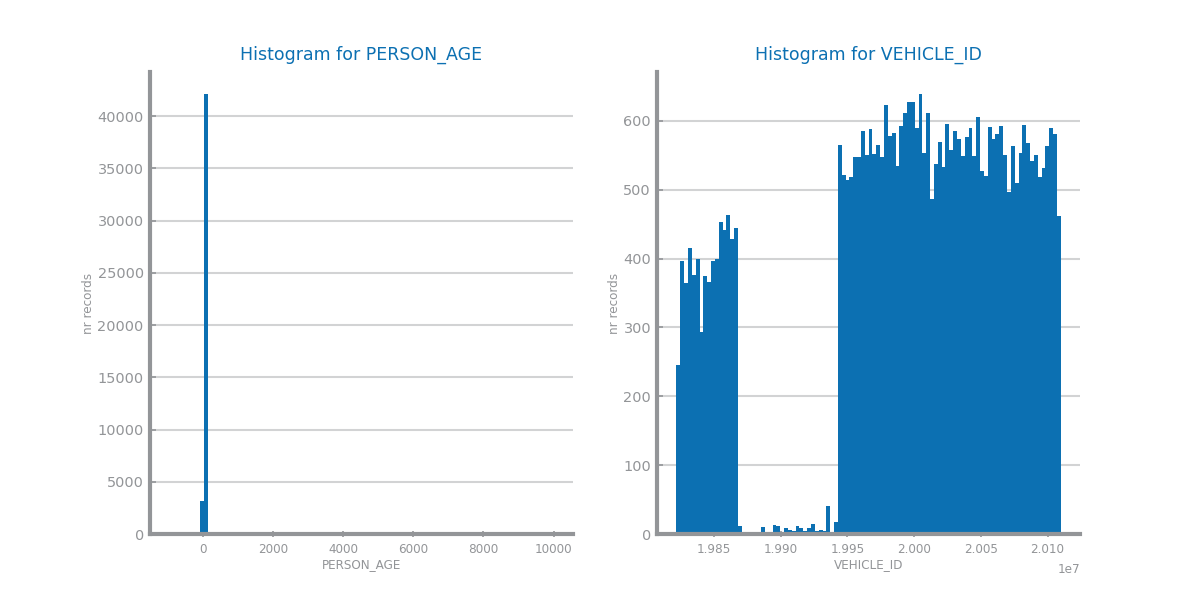 Histogram for PERSON_AGE
nr records
40000
35000
30000
25000
20000
15000
10000
5000
0
0 2000 4000 6000 8000 10000
PERSON_AGE
Histogram for VEHICLE_ID
nr records
600
500
400
300
200
100
0
1.985 1.990 1.995 2.000 2.005 2.010
VEHICLE_ID
1e7